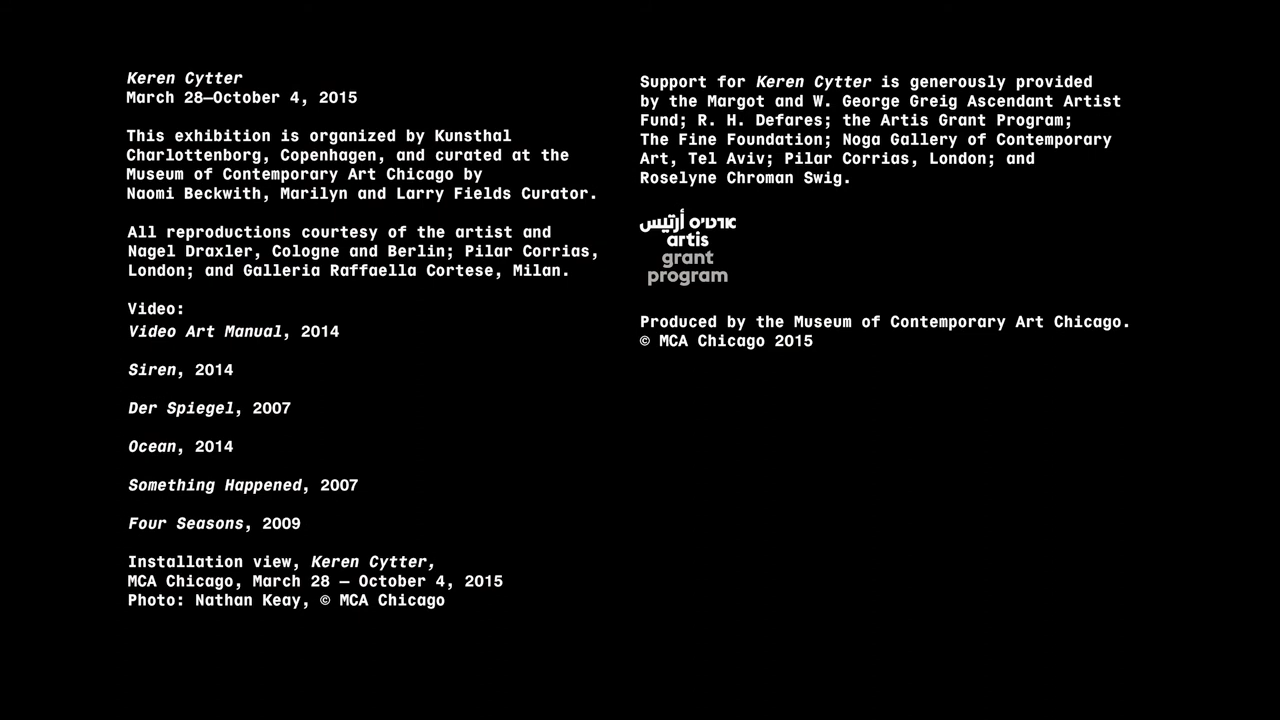 Keren Cytter
March 28–October 4, 2015
This exhibition is organized by Kunsthal
Charlottenborg, Copenhagen, and curated at the
Museum of Contemporary Art Chicago by
Naomi Beckwith, Marilyn and Larry Fields Curator.
All reproductions courtesy of the artist and
Nagel Draxler, Cologne and Berlin; Pilar Corrias,
London; and Galleria Raffaella Cortese, Milan.
Video:
Video Art Manual, 2014
Siren, 2014
Der Spiegel, 2007
Ocean, 2014
Something Happened, 2007
Four Seasons, 2009
Installation view, Keren Cytter,
MCA Chicago, March 28 – October 4, 2015
Photo: Nathan Keay, © MCA Chicago
Support for Keren Cytter is generously provided
by the Margot and W. George Greig Ascendant Artist
Fund; R. H. Defares; the Artis Grant Program;
The Fine Foundation; Noga Gallery of Contemporary
Art, Tel Aviv; Pilar Corrias, London; and
Roselyne Chroman Swig.
ארטיס أرتيس
artis
grant
program
Produced by the Museum of Contemporary Art Chicago.
© MCA Chicago 2015